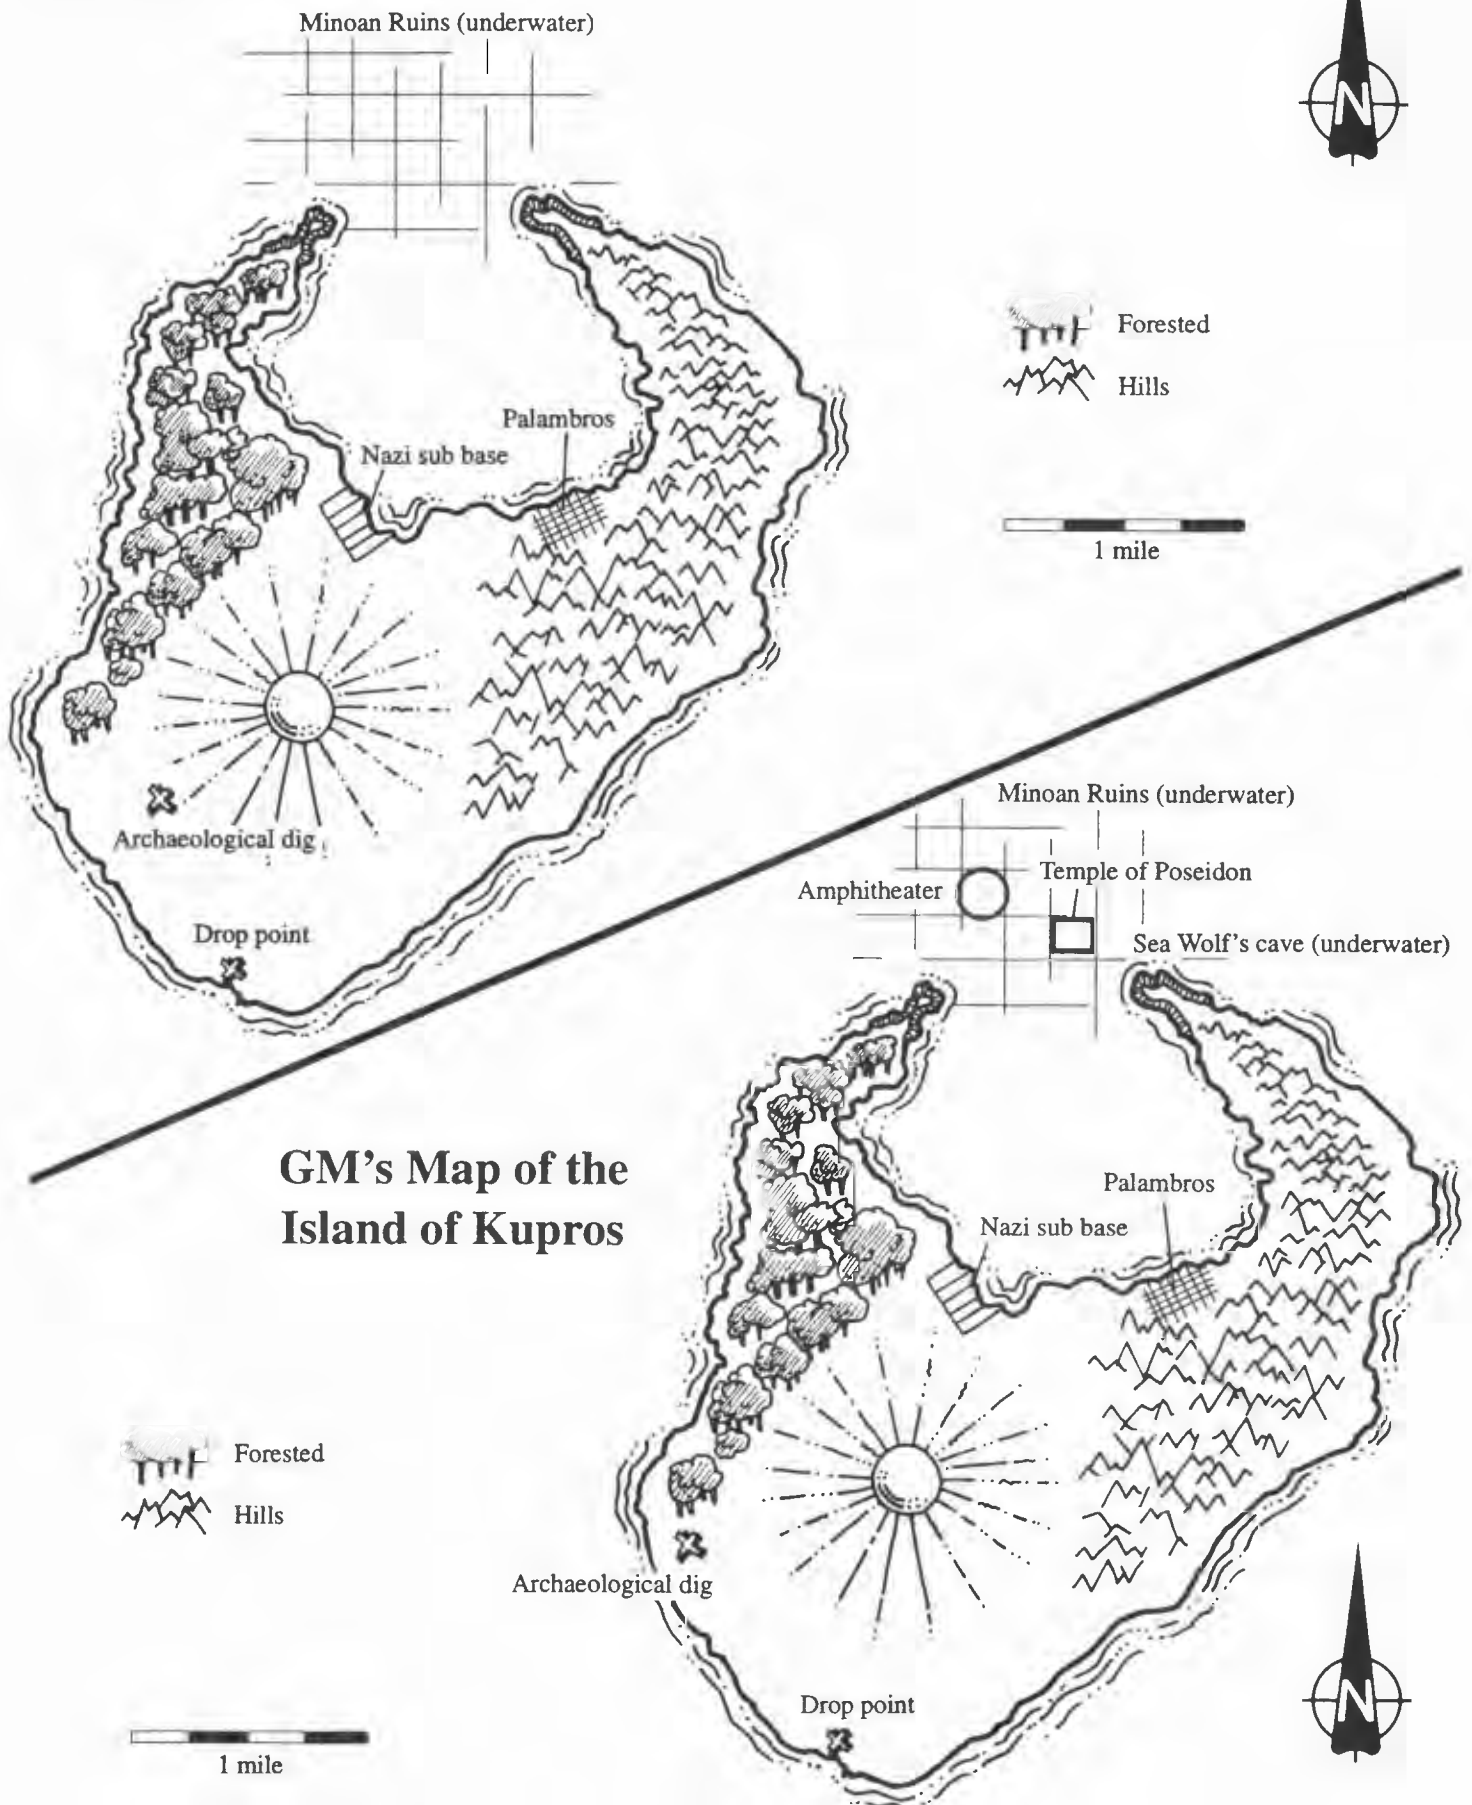 Minoan Ruins (underwater)
N
Forested
Hills
Palambros
Nazi sub base
1 mile
Archaeological dig
Drop point
Minoan Ruins (underwater)
Temple of Poseidon
Amphitheater
Sea Wolf's cave (underwater)
GM's Map of the
Island of Kupros
Palambros
Nazi sub base
Forested
Hills
Archaeological dig
N
Drop point
1 mile